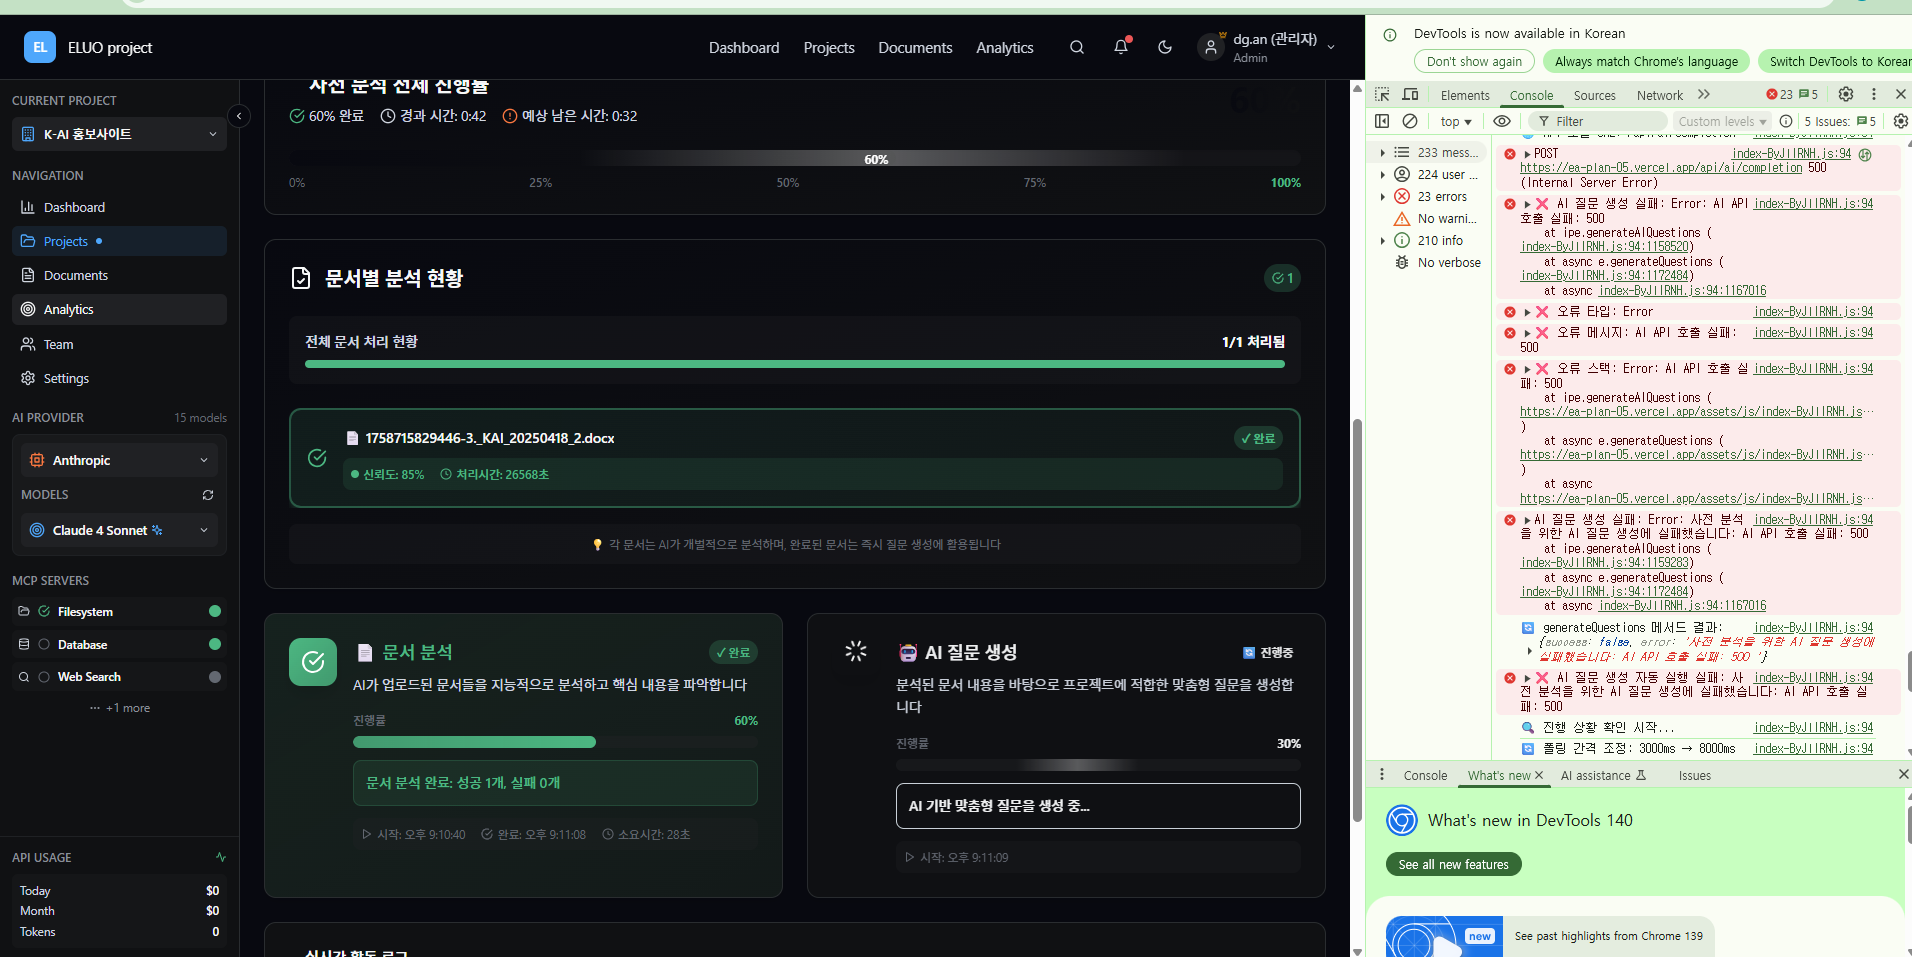 EL ELUO project
Dashboard Projects Documents Analytics
dg.an (관리자)
Admin
CURRENT PROJECT
K-AI 홍보사이트
NAVIGATION
Dashboard
Projects
Documents
Analytics
Team
Settings
AI PROVIDER 15 models
Anthropic
MODELS
Claude 4 Sonnet
MCP SERVERS
Filesystem
Database
Web Search
··· +1 more
API USAGE
Today $0
Month $0
Tokens 0
사전 분석 전체 진행률
60% 완료 경과 시간: 0:42 예상 남은 시간: 0:32
60%
0% 25% 50% 75% 100%
문서별 분석 현황 1
전체 문서 처리 현황 1/1 처리됨
1758715829446-3._KAI_20250418_2.docx ✓ 완료
신뢰도: 85% 처리시간: 26568초
각 문서는 AI가 개별적으로 분석하며, 완료된 문서는 즉시 질문 생성에 활용됩니다
문서 분석 ✓ 완료
AI가 업로드된 문서들을 지능적으로 분석하고 핵심 내용을 파악합니다
진행률 60%
문서 분석 완료: 성공 1개, 실패 0개
시작: 오후 9:10:40 완료: 오후 9:11:08 소요시간: 28초
AI 질문 생성 진행중
분석된 문서 내용을 바탕으로 프로젝트에 적합한 맞춤형 질문을 생성합
니다
진행률 30%
AI 기반 맞춤형 질문을 생성 중...
시작: 오후 9:11:09
실시간 활동 로그
DevTools is now available in Korean
Don't show again Always match Chrome's language Switch DevTools to Korean
Elements Console Sources Network 23 5
top Filter Custom levels 5 Issues: 5
233 mess...
224 user ...
23 errors
No warni...
210 info
No verbose
POST index-ByJIIRNH.js:94
https://ea-plan-05.vercel.app/api/ai/completion 500
(Internal Server Error)
❌ AI 질문 생성 실패: Error: AI API index-ByJIIRNH.js:94
호출 실패: 500
at ipe.generateAIQuestions (
index-ByJIIRNH.js:94:1158520)
at async e.generateQuestions (
index-ByJIIRNH.js:94:1172484)
at async index-ByJIIRNH.js:94:1167016
❌ 오류 타입: Error index-ByJIIRNH.js:94
❌ 오류 메시지: AI API 호출 실패: index-ByJIIRNH.js:94
500
❌ 오류 스택: Error: AI API 호출 실 index-ByJIIRNH.js:94
패: 500
at ipe.generateAIQuestions (
https://ea-plan-05.vercel.app/assets/js/index-ByJIIRNH.js…
)
at async e.generateQuestions (
https://ea-plan-05.vercel.app/assets/js/index-ByJIIRNH.js…
)
at async
https://ea-plan-05.vercel.app/assets/js/index-ByJIIRNH.js…
AI 질문 생성 실패: Error: 사전 분석 index-ByJIIRNH.js:94
을 위한 AI 질문 생성에 실패했습니다: AI API 호출 실패: 500
at ipe.generateAIQuestions (
index-ByJIIRNH.js:94:1159283)
at async e.generateQuestions (
index-ByJIIRNH.js:94:1172484)
at async index-ByJIIRNH.js:94:1167016
generateQuestions 메서드 결과: index-ByJIIRNH.js:94
{success: false, error: '사전 분석을 위한 AI 질문 생성에
실패했습니다: AI API 호출 실패: 500 '}
❌ AI 질문 생성 자동 실행 실패: 사 index-ByJIIRNH.js:94
전 분석을 위한 AI 질문 생성에 실패했습니다: AI API 호출 실
패: 500
진행 상황 확인 시작... index-ByJIIRNH.js:94
폴링 간격 조정: 3000ms → 8000ms index-ByJIIRNH.js:94
Console What's new AI assistance Issues
What's new in DevTools 140
See all new features
new See past highlights from Chrome 139